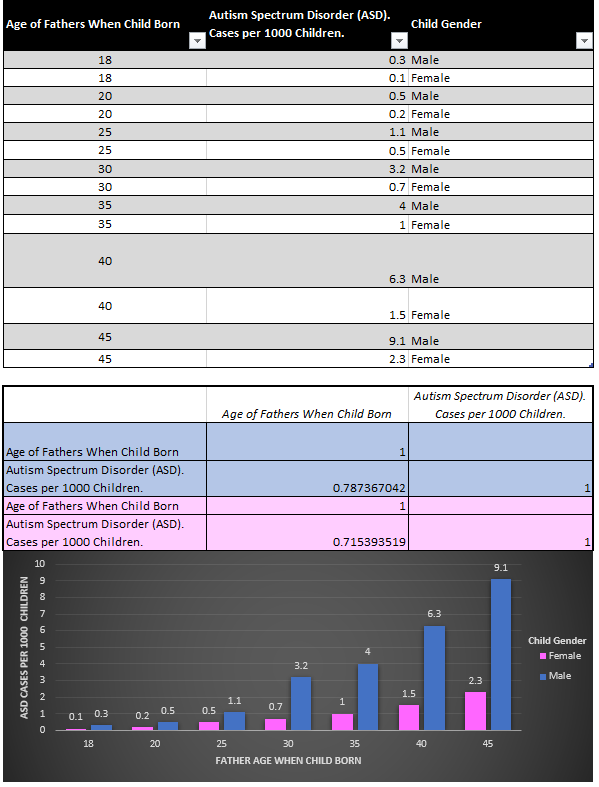 Age of Fathers When Child Born
Autism Spectrum Disorder (ASD).
Cases per 1000 Children.
Child Gender
18 0.3 Male
18 0.1 Female
20 0.5 Male
20 0.2 Female
25 1.1 Male
25 0.5 Female
30 3.2 Male
30 0.7 Female
35 4 Male
35 1 Female
40 6.3 Male
40 1.5 Female
45 9.1 Male
45 2.3 Female
Age of Fathers When Child Born
Autism Spectrum Disorder (ASD).
Cases per 1000 Children.
Age of Fathers When Child Born 1
Autism Spectrum Disorder (ASD).
Cases per 1000 Children. 0.787367042 1
Age of Fathers When Child Born 1
Autism Spectrum Disorder (ASD).
Cases per 1000 Children. 0.715393519 1
ASD CASES PER 1000 CHILDREN
10
9
8
7
6
5
4
3
2
1
0
0.1 0.3
0.2 0.5
0.5 1.1
0.7 3.2
1 4
1.5 6.3
2.3 9.1
18 20 25 30 35 40 45
FATHER AGE WHEN CHILD BORN
Child Gender
Female
Male